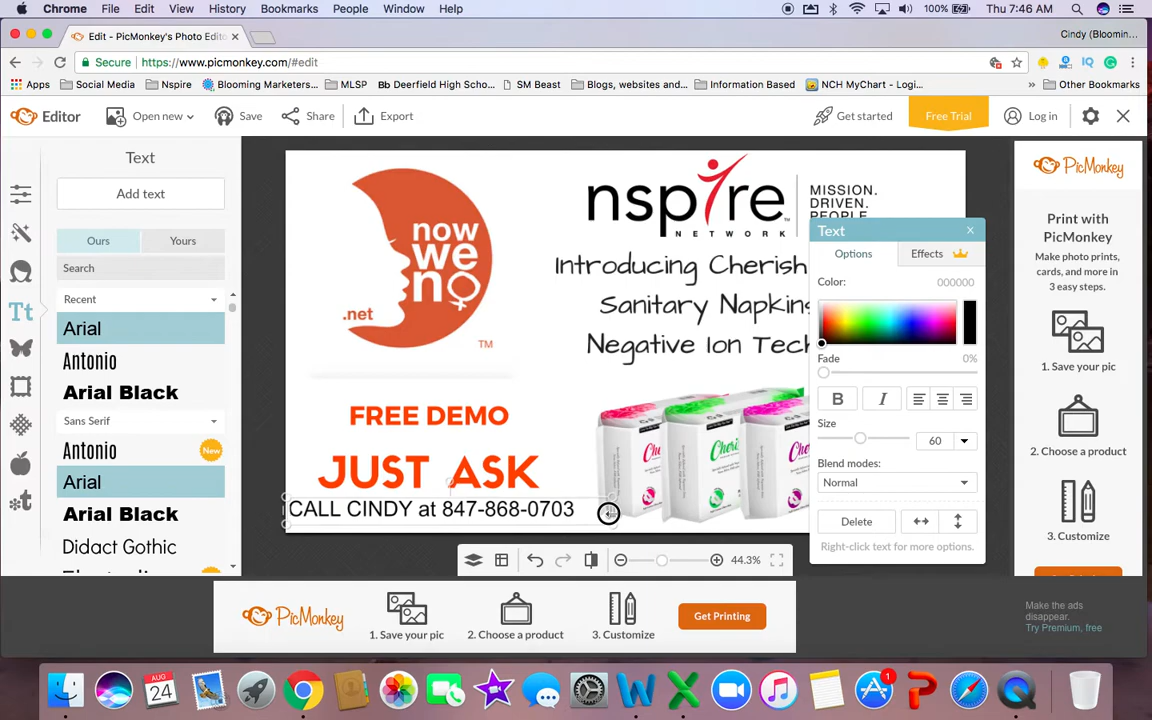 Chrome File Edit View History Bookmarks People Window Help 100% Thu 7:46 AM
Edit - PicMonkey's Photo Edito Cindy (Bloomin...
Secure https://www.picmonkey.com/#edit
Apps Social Media Nspire Blooming Marketers... MLSP Deerfield High Scho... SM Beast Blogs, websites and... Information Based NCH MyChart - Logi... » Other Bookmarks
Editor Open new Save Share Export Get started Free Trial Log in
Text
Add text
Ours Yours
Search
Recent
Arial
Antonio
Arial Black
Sans Serif
Antonio New
Arial
Arial Black
Didact Gothic
now
we
no
.net
TM
FREE DEMO
JUST ASK
CALL CINDY at 847-868-0703
nspire
NETWORK
TM
MISSION.
DRIVEN.
PEOPLE
Introducing Cherish
Sanitary Napkins
Negative Ion Tech
Text
Options Effects
Color: 000000
Fade 0%
B I
Size
60
Blend modes:
Normal
Delete
Right-click text for more options.
44.3%
PicMonkey
Print with
PicMonkey
Make photo prints,
cards, and more in
3 easy steps.
1. Save your pic
2. Choose a product
3. Customize
PicMonkey 1. Save your pic 2. Choose a product 3. Customize Get Printing
Make the ads
disappear.
Try Premium, free
AUG
24
1